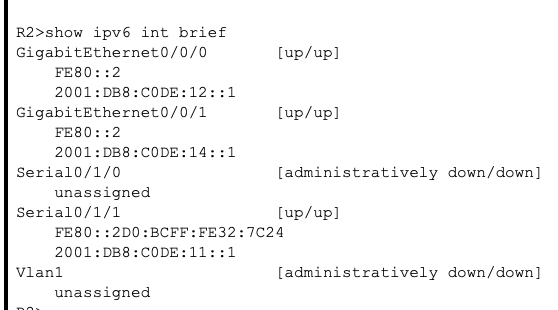 R2>show ipv6 int brief
GigabitEthernet0/0/0 [up/up]
FE80::2
2001:DB8:C0DE:12::1
GigabitEthernet0/0/1 [up/up]
FE80::2
2001:DB8:C0DE:14::1
Serial0/1/0 [administratively down/down]
unassigned
Serial0/1/1 [up/up]
FE80::2D0:BCFF:FE32:7C24
2001:DB8:C0DE:11::1
Vlan1 [administratively down/down]
unassigned
R2>